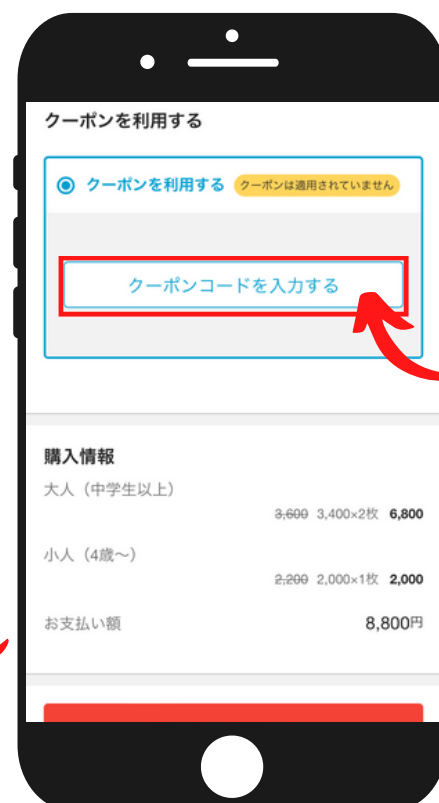 クーポンを利用する
クーポンを利用する クーポンは適用されていません
クーポンコードを入力する
購入情報
大人（中学生以上）
3,600 3,400×2枚 6,800
小人（4歳〜）
2,200 2,000×1枚 2,000
お支払い額 8,800円